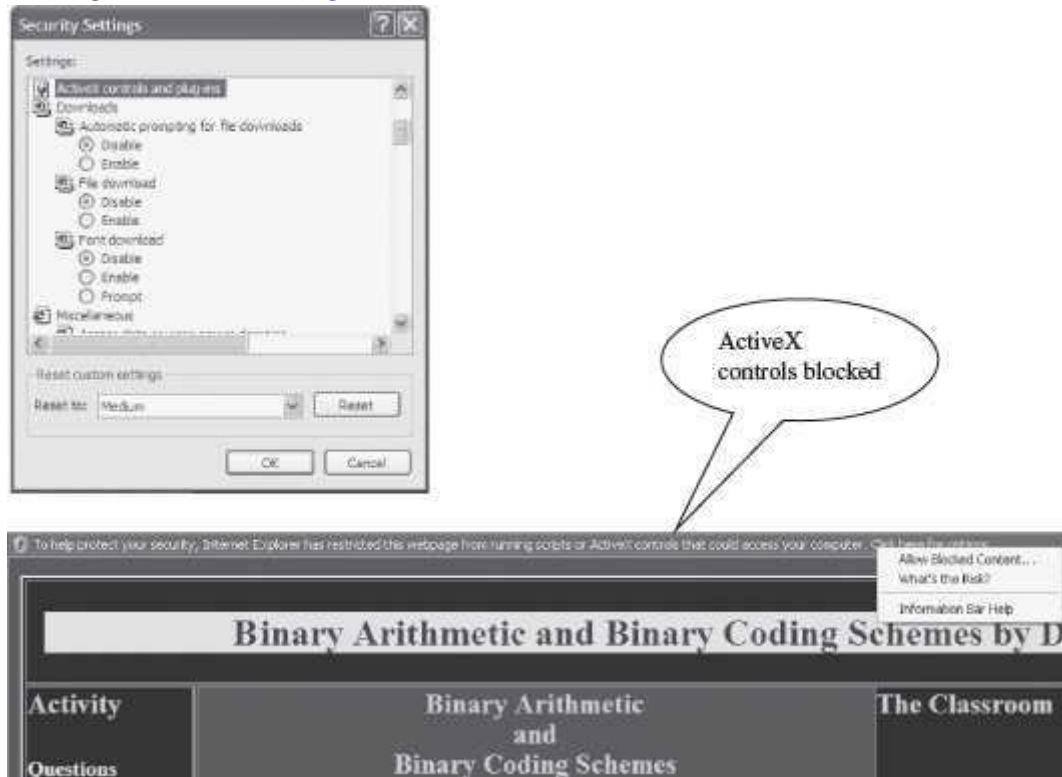 Security Settings
Settings:
ActiveX controls and plug-ins
Downloads
Automatic prompting for file downloads
Disable
Enable
File download
Disable
Enable
Font download
Disable
Enable
Prompt
Miscellaneous
Reset custom settings
Reset to: Medium Reset
OK Cancel
ActiveX
controls blocked
To help protect your security, Internet Explorer has restricted this webpage from running scripts or ActiveX controls that could access your computer. Click here for options...
Allow Blocked Content...
What's the Risk?
Information Bar Help
Binary Arithmetic and Binary Coding Schemes by D
Activity
Binary Arithmetic
and
Binary Coding Schemes
The Classroom
Questions